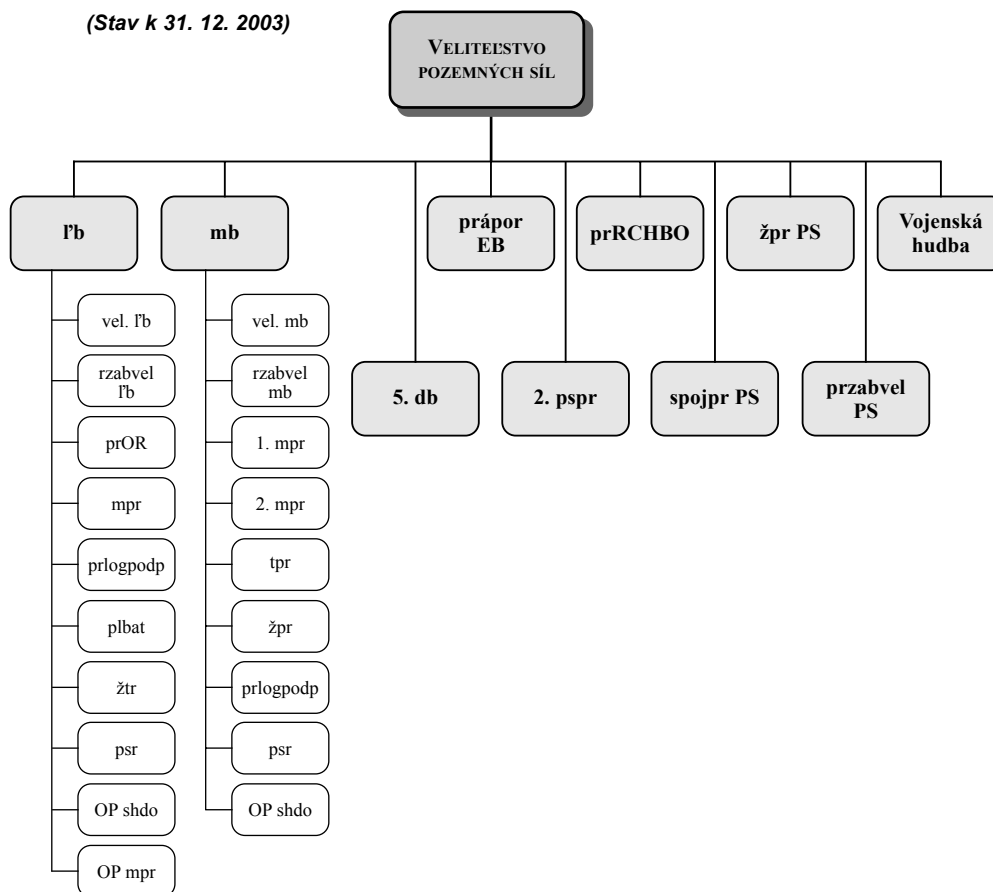 (Stav k 31. 12. 2003)
VELITEĽSTVO
POZEMNÝCH SÍL
ľb
mb
prápor
EB
prRCHBO
žpr PS
Vojenská
hudba
5. db
2. pspr
spojpr PS
przabvel
PS
vel. ľb
rzabvel
ľb
prOR
mpr
prlogpodp
plbat
žtr
psr
OP shdo
OP mpr
vel. mb
rzabvel
mb
1. mpr
2. mpr
tpr
žpr
prlogpodp
psr
OP shdo